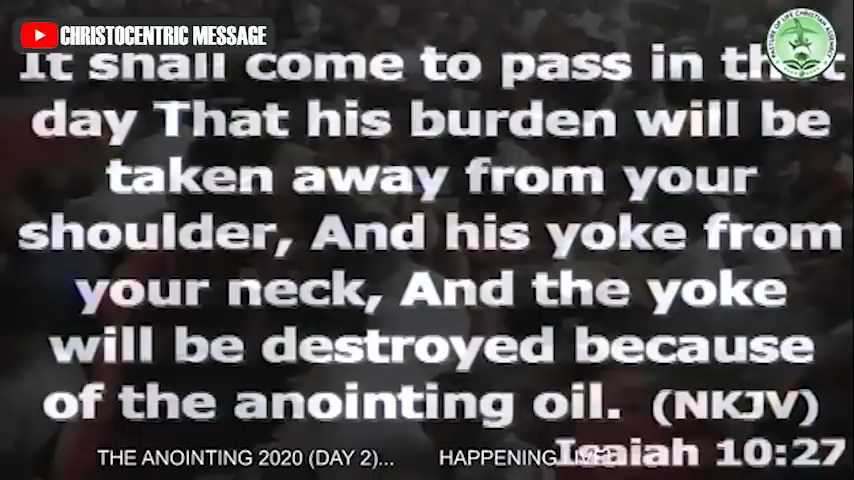 CHRISTOCENTRIC MESSAGE
It shall come to pass in that
day That his burden will be
taken away from your
shoulder, And his yoke from
your neck, And the yoke
will be destroyed because
of the anointing oil. (NKJV)
Isaiah 10:27
THE ANOINTING 2020 (DAY 2)... HAPPENING